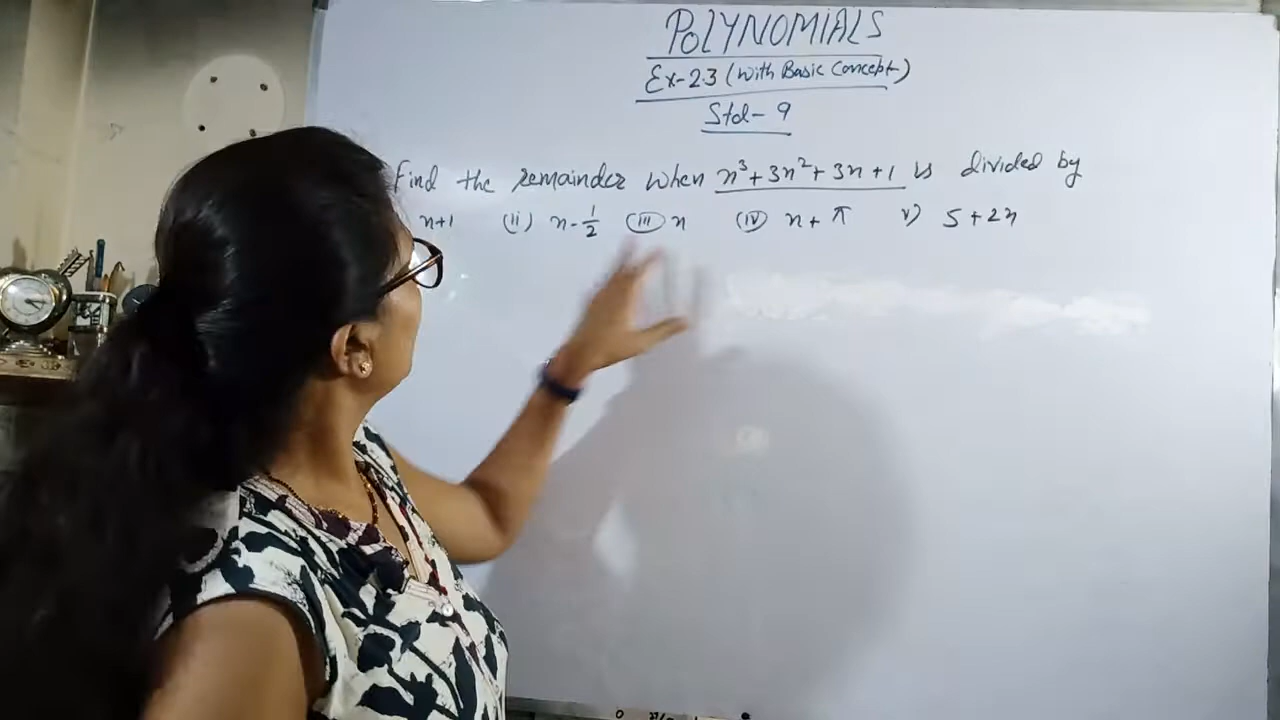 POLYNOMIALS
Ex-2.3 (with Basic Concept)
Std-9
Find the remainder when x³+3x²+3x+1 is divided by
x+1 (ii) x-1/2 (iii) x (iv) x+π v) 5+2x